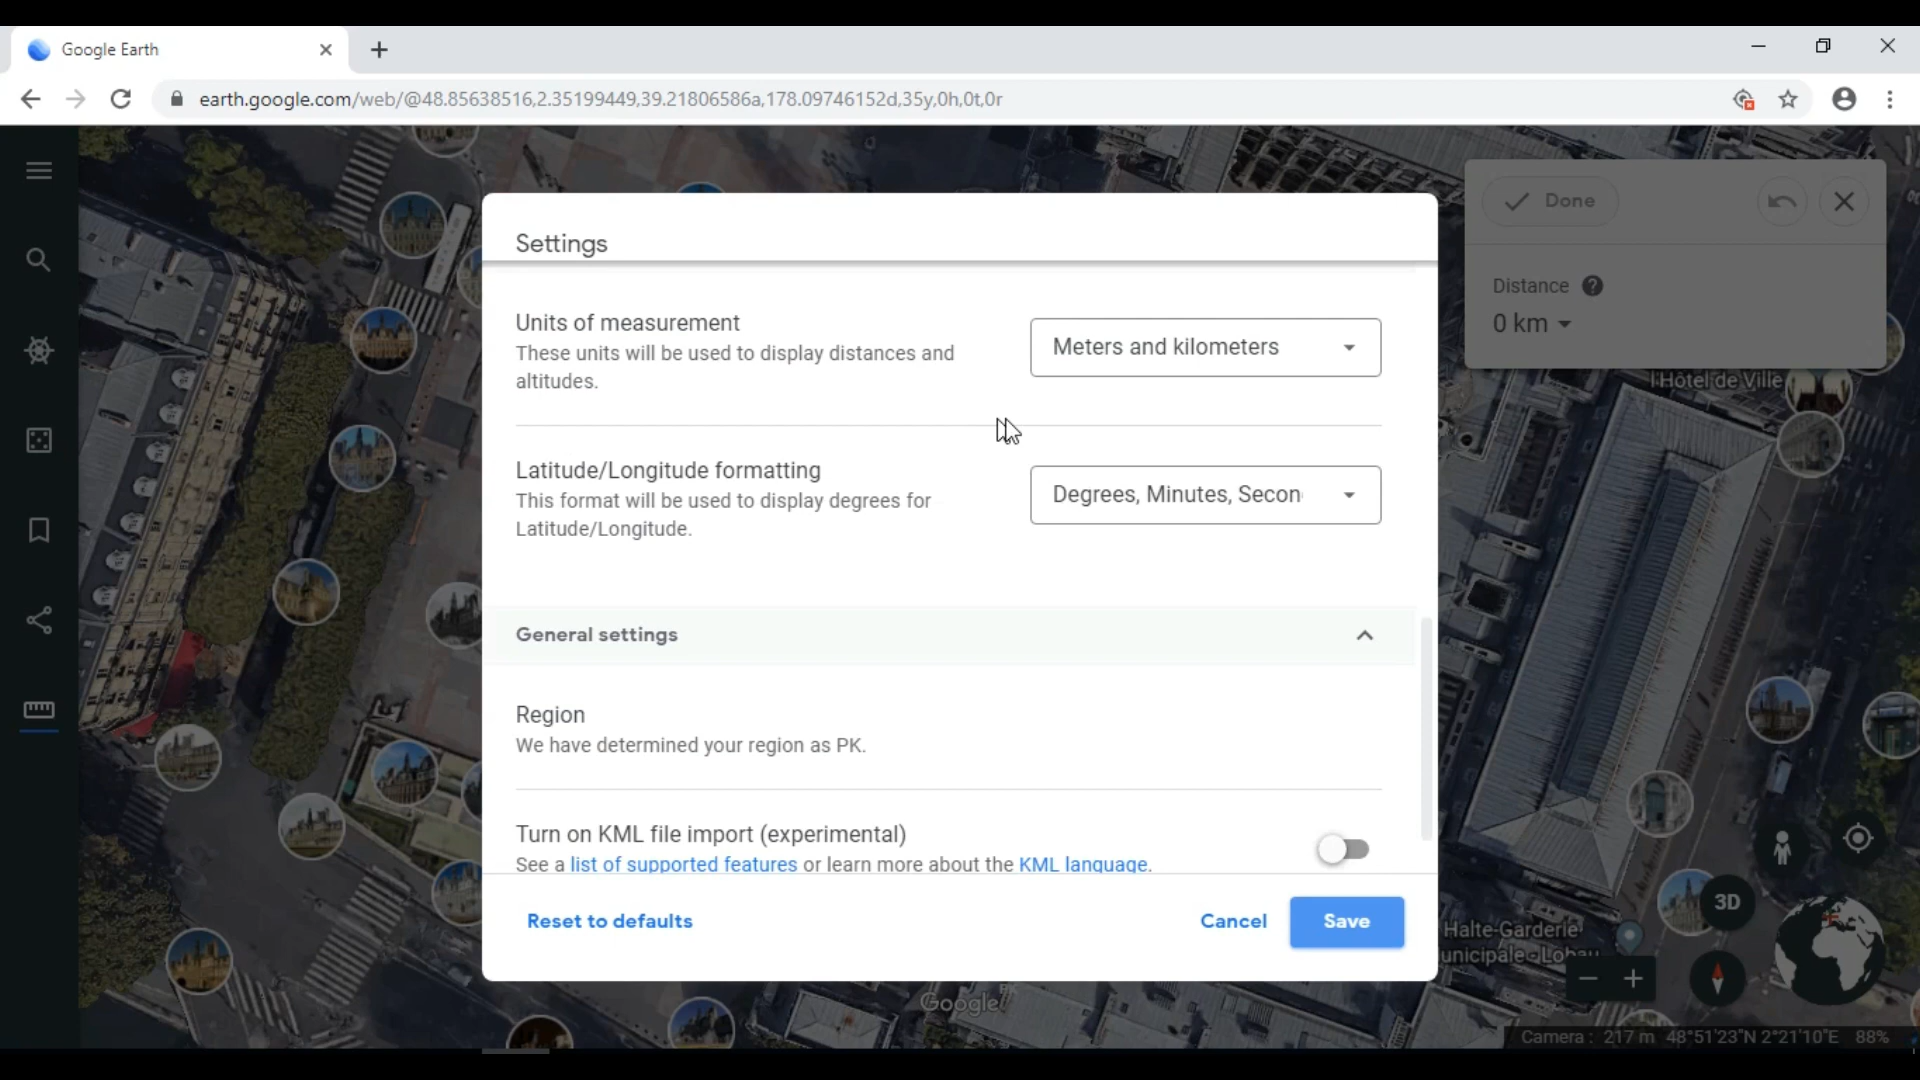 Google Earth
earth.google.com/web/@48.85638516,2.35199449,39.21806586a,178.09746152d,35y,0h,0t,0r
Done
Distance
0 km
l'Hôtel de Ville
Settings
Units of measurement
These units will be used to display distances and
altitudes.
Meters and kilometers
Latitude/Longitude formatting
This format will be used to display degrees for
Latitude/Longitude.
Degrees, Minutes, Secon
General settings
Region
We have determined your region as PK.
Turn on KML file import (experimental)
See a list of supported features or learn more about the KML language.
Reset to defaults
Cancel
Save
3D
Halte-Garderie
unicipale - Lobau
Google
Camera : 217 m 48°51'23"N 2°21'10"E 88%